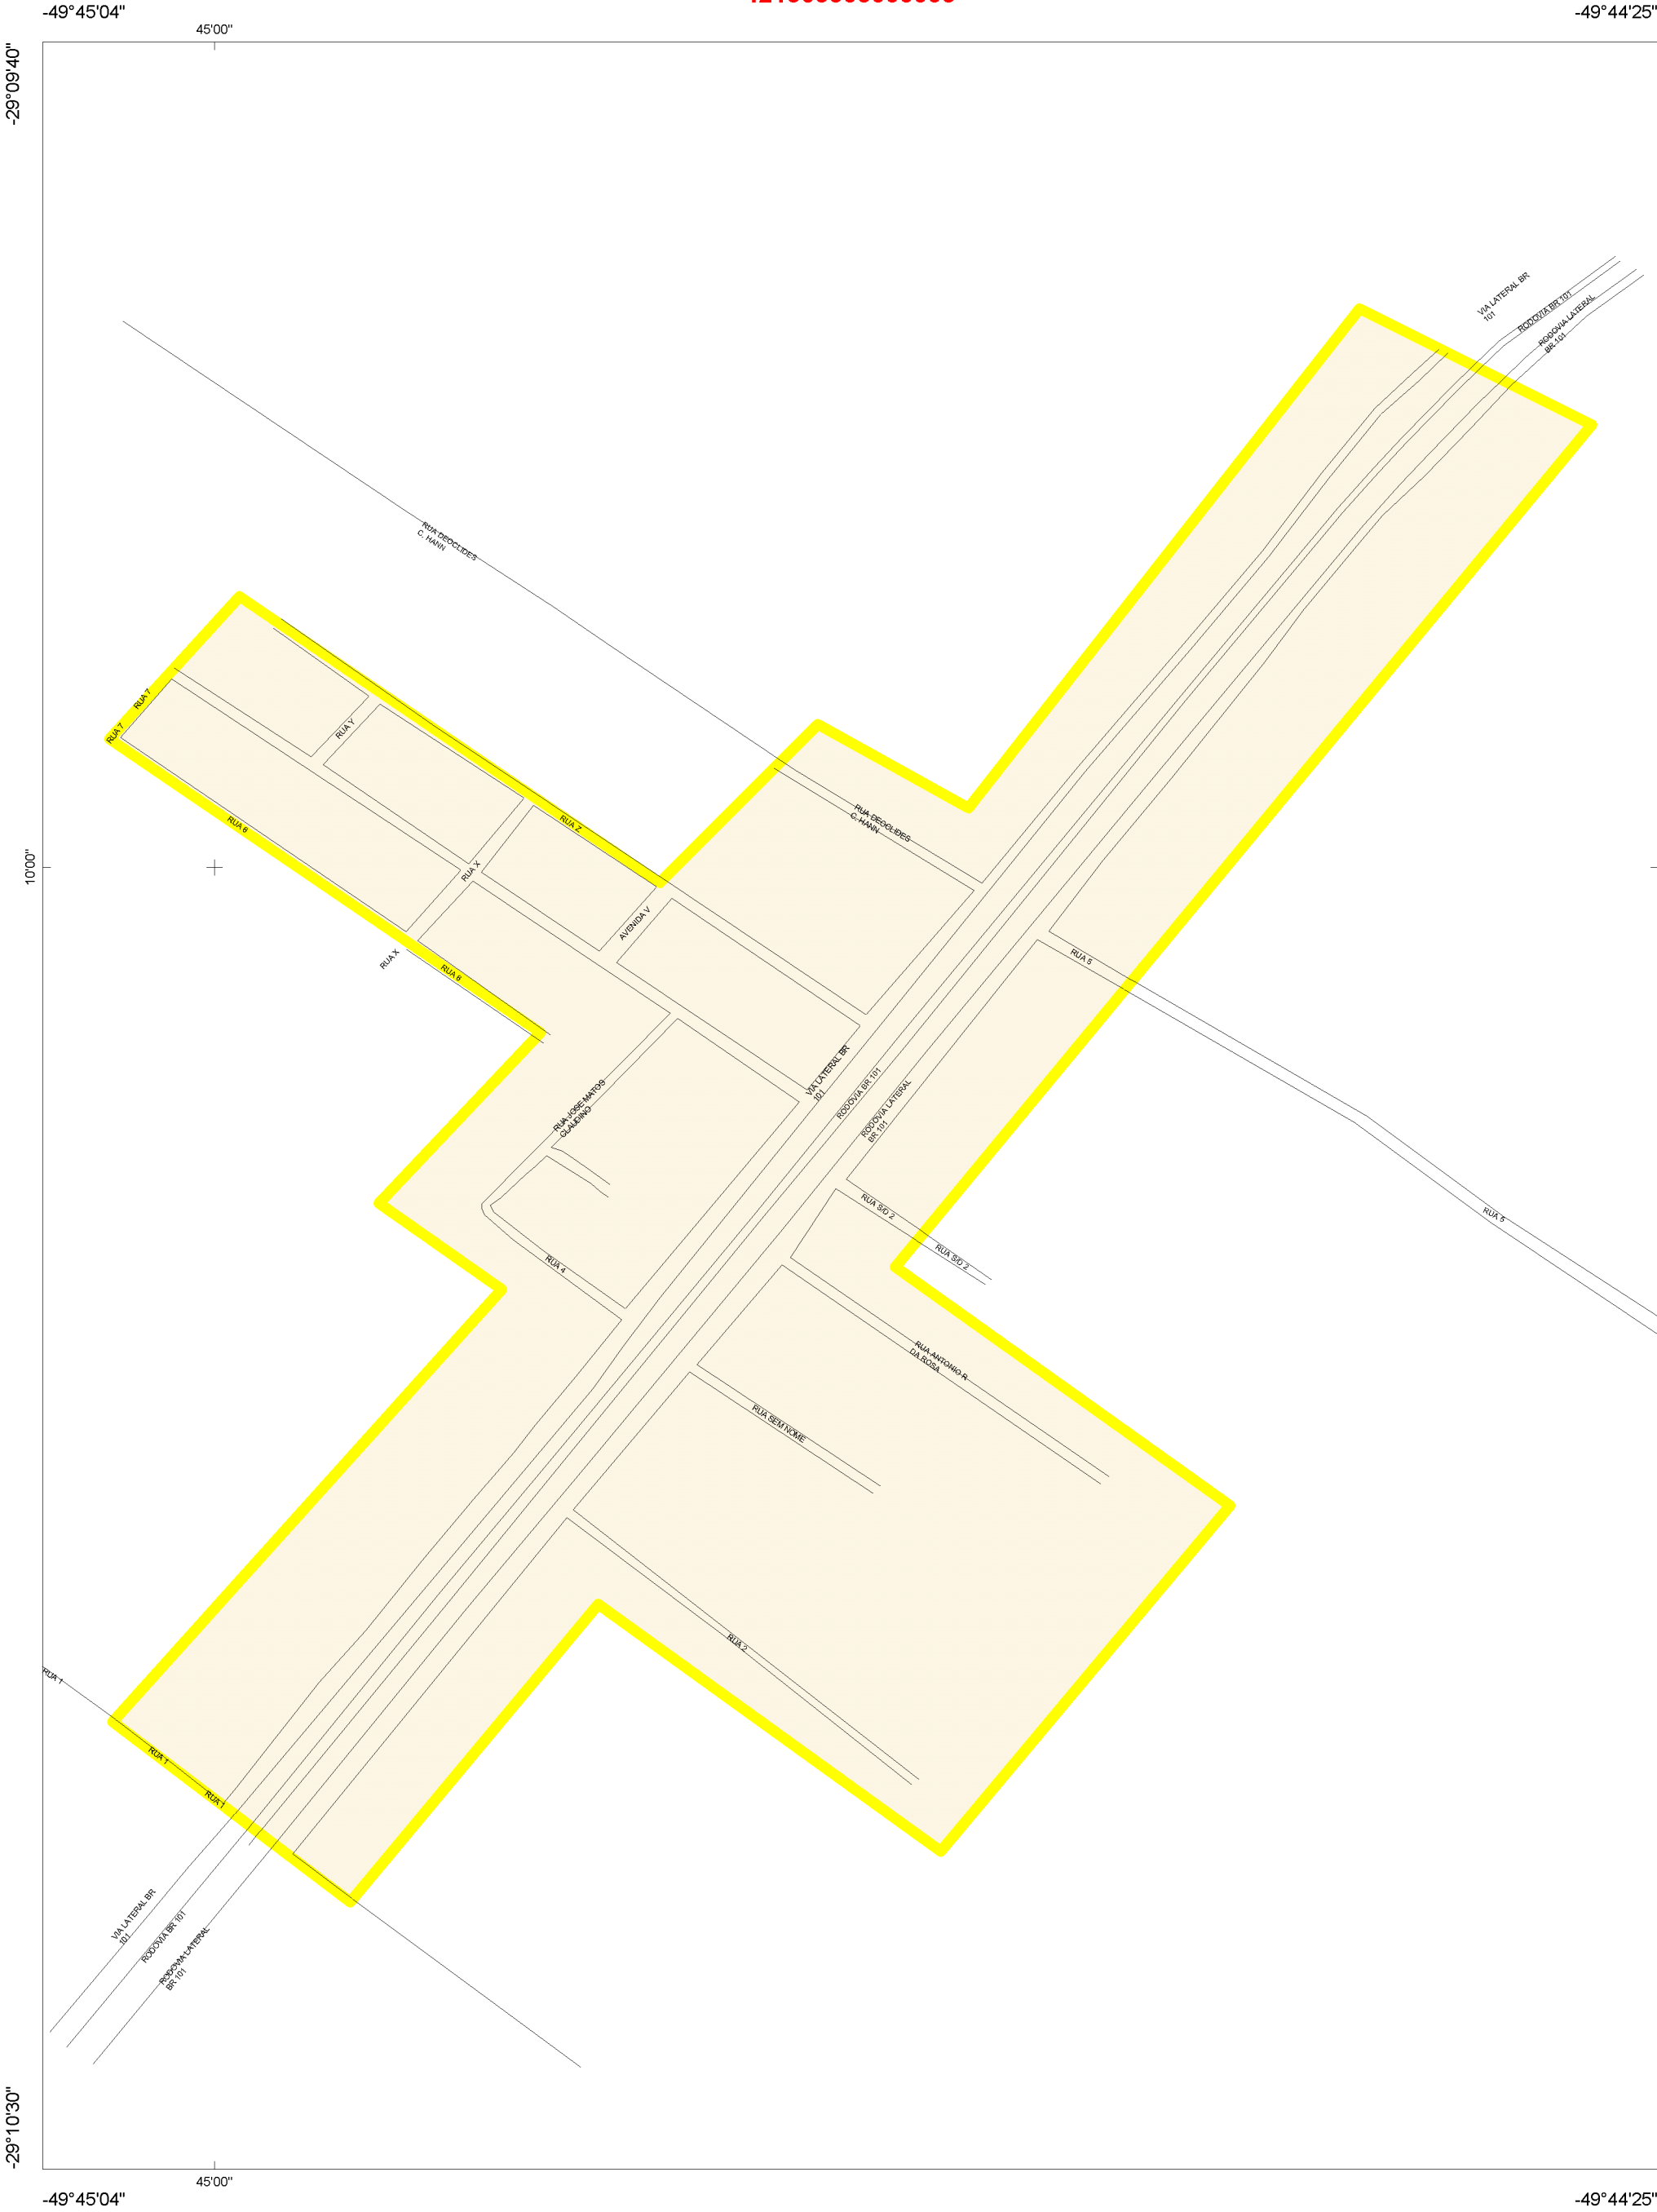 -49°45'04"
-49°44'25"
45'00"
-29°09'40"
VIA LATERAL BR
101
RODOVIA BR 101
RODOVIA LATERAL
BR 101
RUA DEOCLIDES
C. HANN
RUA 7
RUA 7
RUA Y
RUA 6
RUA Z
RUA DEOCLIDES
C. HANN
10'00"
RUA X
AVENIDA V
RUA X
RUA 6
RUA 5
VIA LATERAL BR
101
RODOVIA BR 101
RODOVIA LATERAL
BR 101
RUA JOSE MATOS
CLAUDINO
RUA S/D 2
RUA S/D 2
RUA 5
RUA 4
RUA ANTONIO R
DA ROSA
RUA SEM NOME
RUA 2
RUA 1
RUA 1
RUA 1
VIA LATERAL BR
101
RODOVIA BR 101
RODOVIA LATERAL
BR 101
-29°10'30"
45'00"
-49°45'04"
-49°44'25"